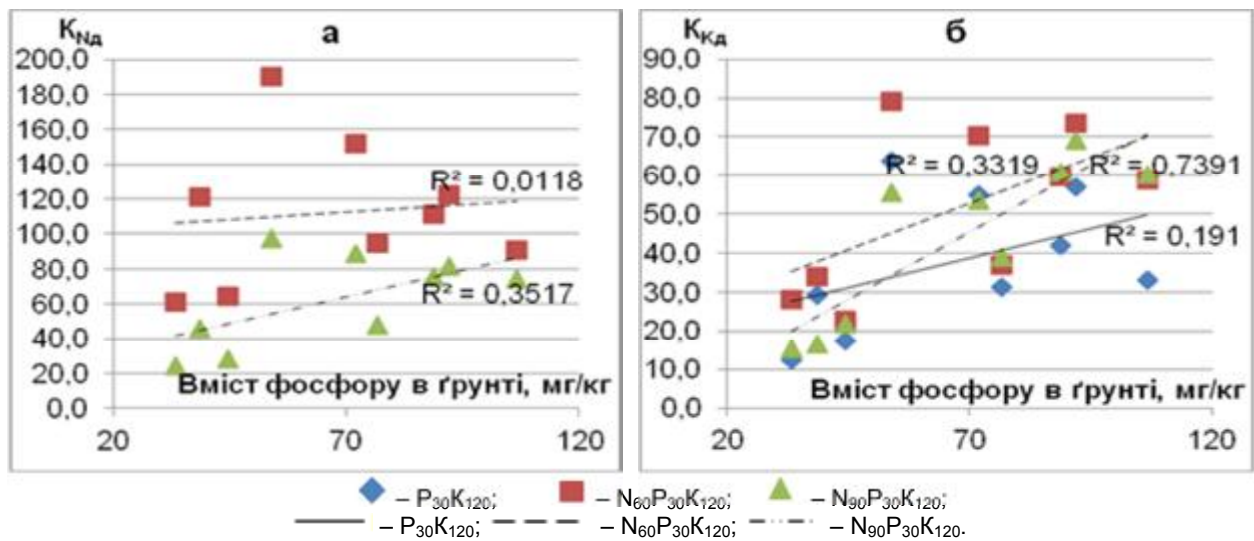 КNд
а
200,0
180,0
160,0
140,0
120,0
100,0
80,0
60,0
40,0
20,0
0,0
R² = 0,0118
R² = 0,3517
Вміст фосфору в ґрунті, мг/кг
20 70 120
ККд
б
90,0
80,0
70,0
60,0
50,0
40,0
30,0
20,0
10,0
0,0
R² = 0,3319
R² = 0,7391
R² = 0,191
Вміст фосфору в ґрунті, мг/кг
20 70 120
– P₃₀K₁₂₀; – N₆₀P₃₀K₁₂₀; – N₉₀P₃₀K₁₂₀;
– P₃₀K₁₂₀; – N₆₀P₃₀K₁₂₀; – N₉₀P₃₀K₁₂₀.